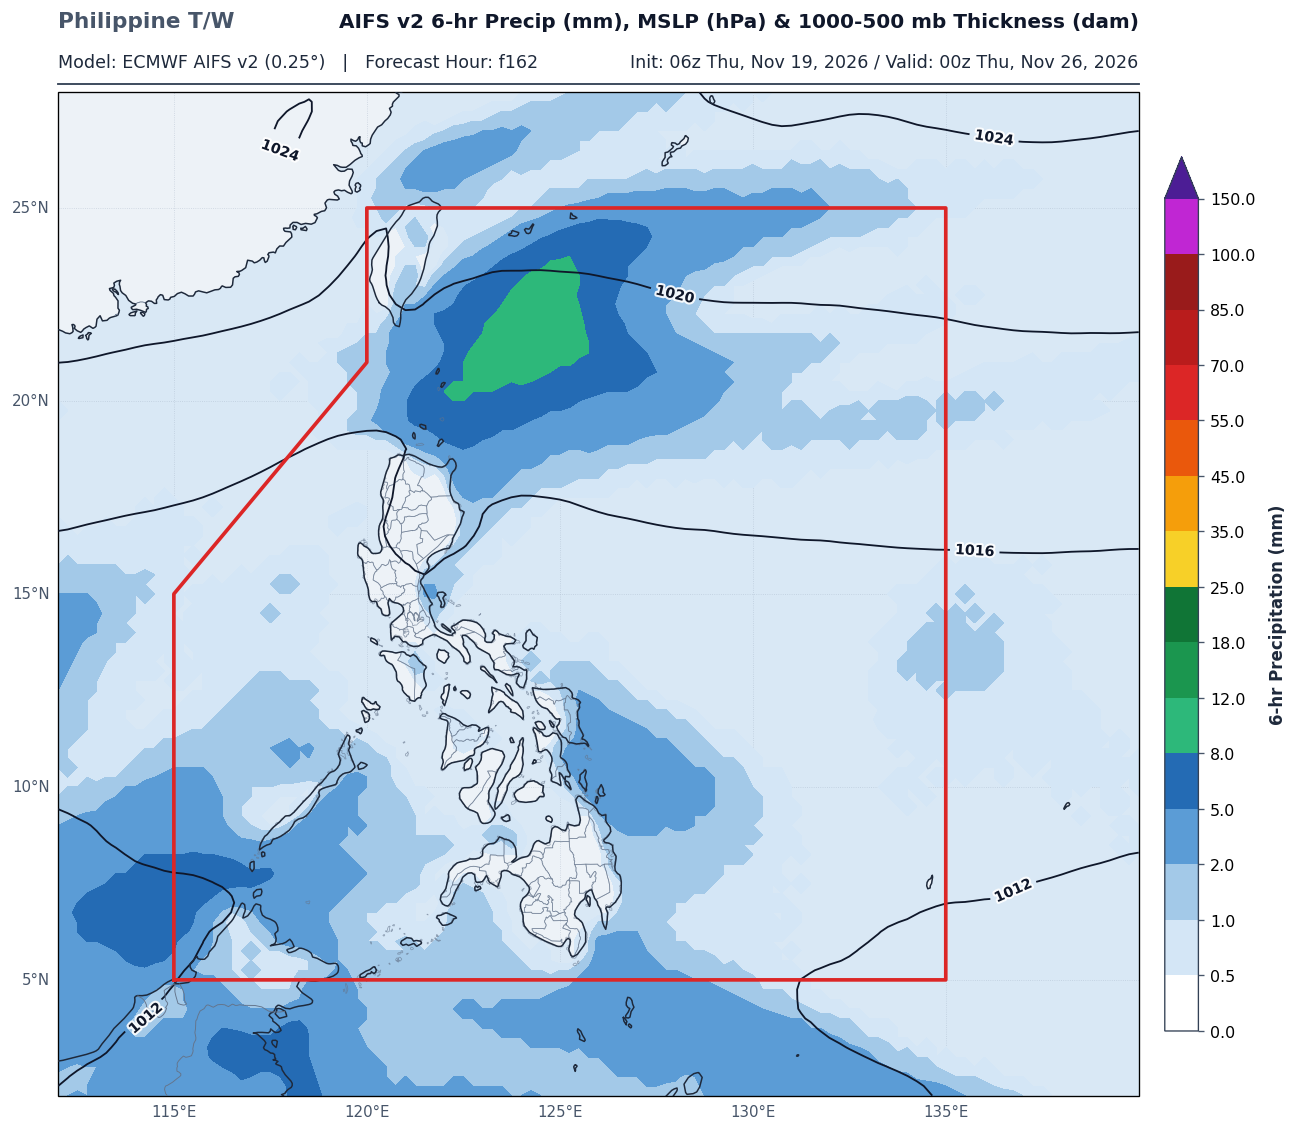 Philippine T/W
AIFS v2 6-hr Precip (mm), MSLP (hPa) & 1000-500 mb Thickness (dam)
Model: ECMWF AIFS v2 (0.25°) | Forecast Hour: f162
Init: 06z Thu, Nov 19, 2026 / Valid: 00z Thu, Nov 26, 2026
1024
1024
1020
1016
1012
1012
25°N
20°N
15°N
10°N
5°N
115°E
120°E
125°E
130°E
135°E
150.0
100.0
85.0
70.0
55.0
45.0
35.0
25.0
18.0
12.0
8.0
5.0
2.0
1.0
0.5
0.0
6-hr Precipitation (mm)